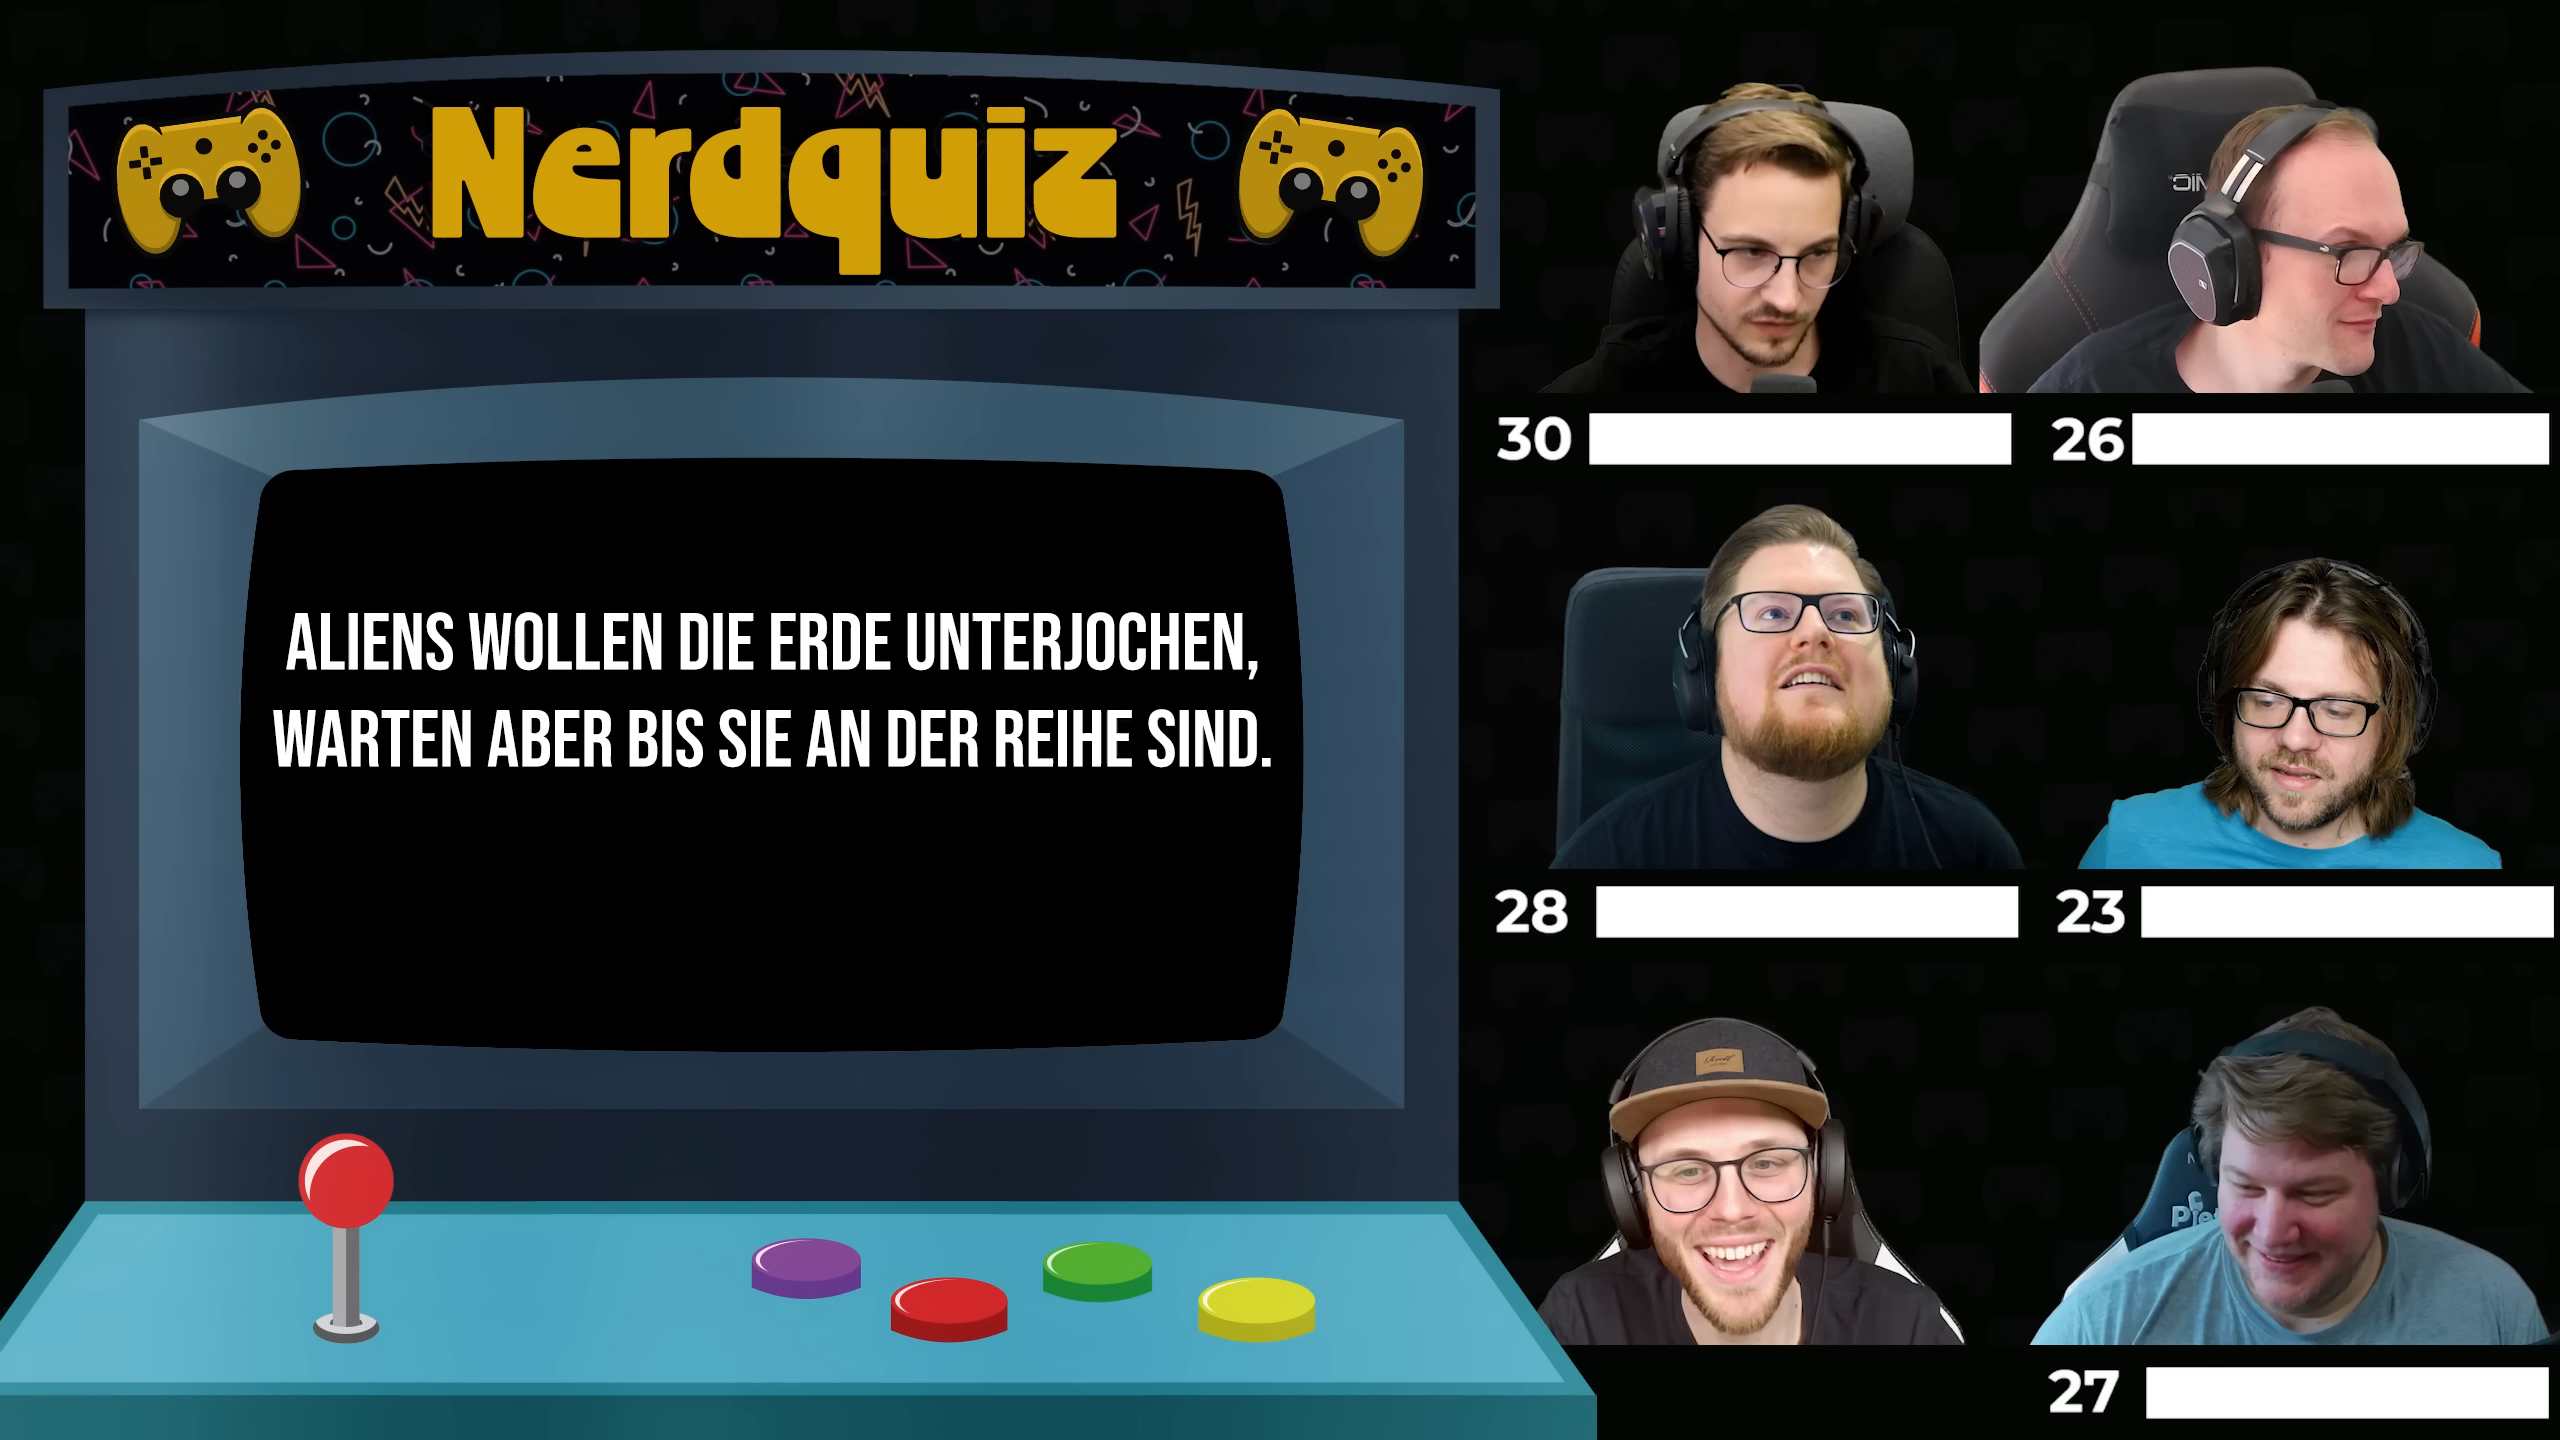 Nerdquiz
ALIENS WOLLEN DIE ERDE UNTERJOCHEN,
WARTEN ABER BIS SIE AN DER REIHE SIND.
30
26
28
23
27